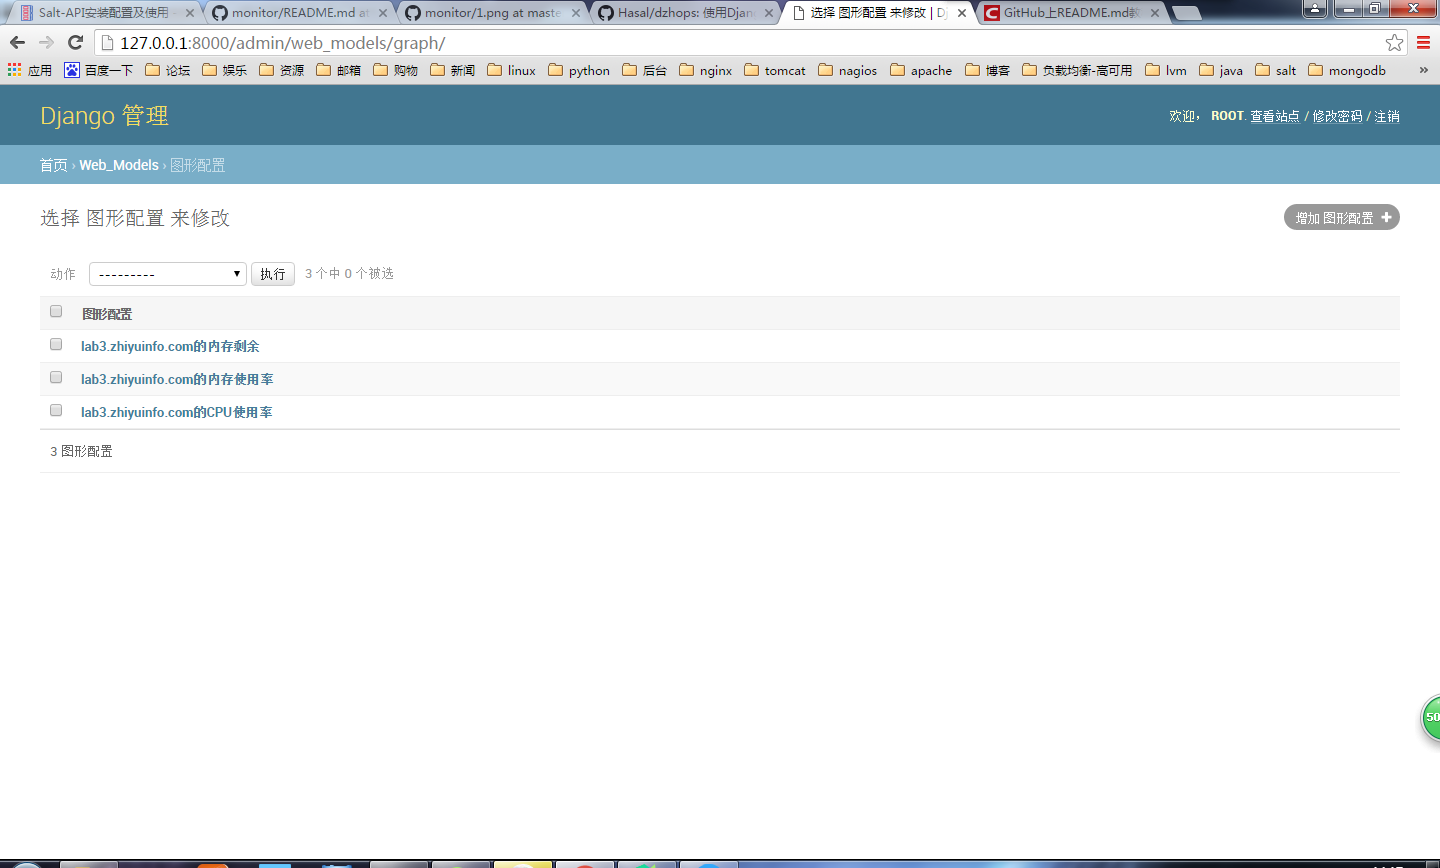 Salt-API安装配置及使用
monitor/README.md at
monitor/1.png at maste
Hasal/dzhops: 使用Djan
选择 图形配置 来修改 | Dj
GitHub上README.md教
127.0.0.1:8000/admin/web_models/graph/
应用 百度一下 论坛 娱乐 资源 邮箱 购物 新闻 linux python 后台 nginx tomcat nagios apache 博客 负载均衡-高可用 lvm java salt mongodb »
Django 管理
欢迎， ROOT. 查看站点 / 修改密码 / 注销
首页 › Web_Models › 图形配置
选择 图形配置 来修改
增加 图形配置
动作 --------- 执行 3 个中 0 个被选
图形配置
lab3.zhiyuinfo.com的内存剩余
lab3.zhiyuinfo.com的内存使用率
lab3.zhiyuinfo.com的CPU使用率
3 图形配置
50